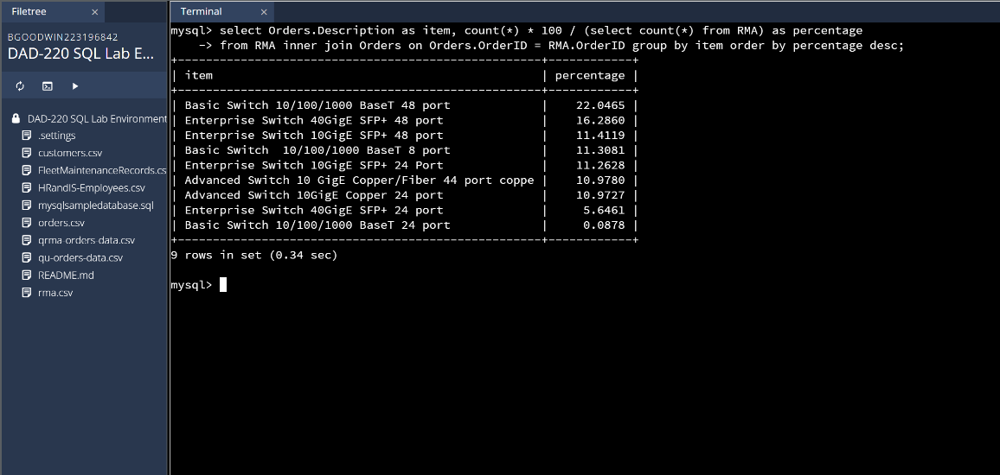 Filetree ×
BGOODWIN223196842
DAD-220 SQL Lab E...
DAD-220 SQL Lab Environment
.settings
customers.csv
FleetMaintenanceRecords.cs
HRandIS-Employees.csv
mysqlsampledatabase.sql
orders.csv
qrma-orders-data.csv
qu-orders-data.csv
README.md
rma.csv
Terminal ×
mysql> select Orders.Description as item, count(*) * 100 / (select count(*) from RMA) as percentage
    -> from RMA inner join Orders on Orders.OrderID = RMA.OrderID group by item order by percentage desc;
+---------------------------------------------------+------------+
| item                                              | percentage |
+---------------------------------------------------+------------+
| Basic Switch 10/100/1000 BaseT 48 port            |    22.0465 |
| Enterprise Switch 40GigE SFP+ 48 port             |    16.2860 |
| Enterprise Switch 10GigE SFP+ 48 port             |    11.4119 |
| Basic Switch  10/100/1000 BaseT 8 port            |    11.3081 |
| Enterprise Switch 10GigE SFP+ 24 Port             |    11.2628 |
| Advanced Switch 10 GigE Copper/Fiber 44 port coppe |    10.9780 |
| Advanced Switch 10GigE Copper 24 port             |    10.9727 |
| Enterprise Switch 40GigE SFP+ 24 port             |     5.6461 |
| Basic Switch 10/100/1000 BaseT 24 port            |     0.0878 |
+---------------------------------------------------+------------+
9 rows in set (0.34 sec)
mysql>